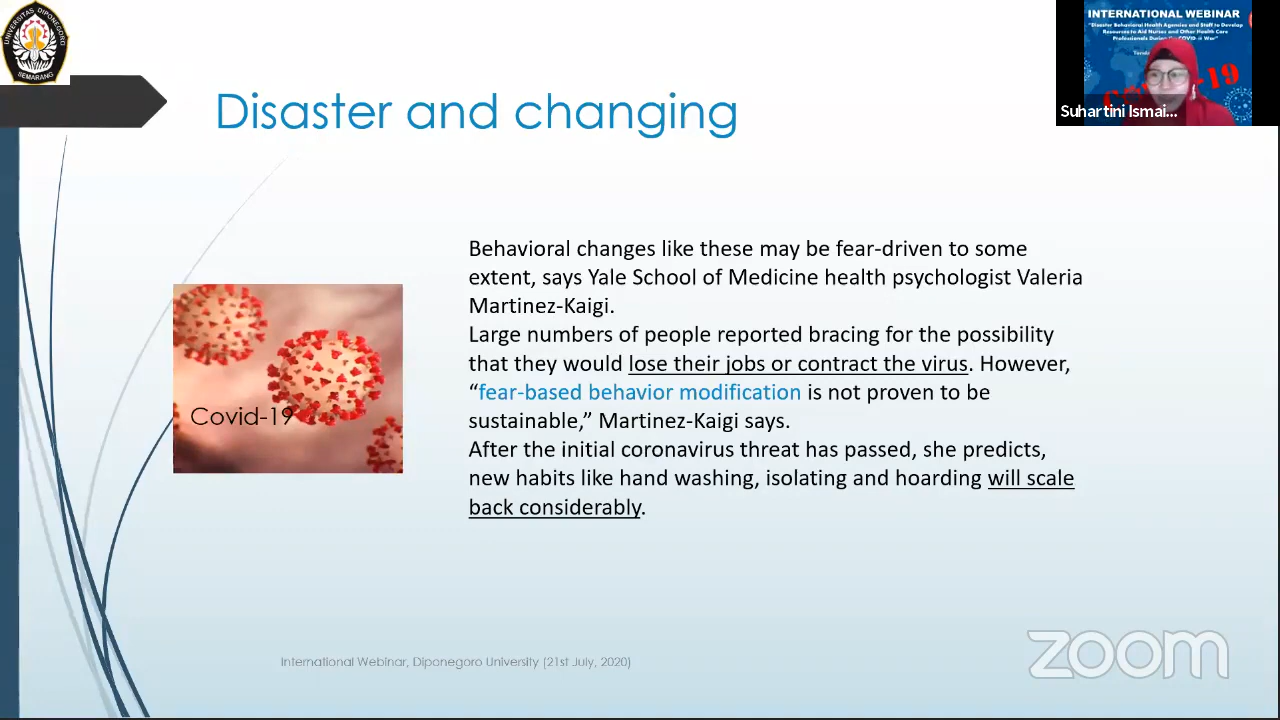 UNIVERSITAS DIPONEGORO
SEMARANG
INTERNATIONAL WEBINAR
"Disaster Behavioral Health Agencies and Staff to Develop
Resources to Aid Nurses and Other Health Care
Professionals During
-19
Suhartini Ismai...
Disaster and changing
Behavioral changes like these may be fear-driven to some
extent, says Yale School of Medicine health psychologist Valeria
Martinez-Kaigi.
Large numbers of people reported bracing for the possibility
that they would lose their jobs or contract the virus. However,
“fear-based behavior modification is not proven to be
sustainable,” Martinez-Kaigi says.
After the initial coronavirus threat has passed, she predicts,
new habits like hand washing, isolating and hoarding will scale
back considerably.
Covid-19
International Webinar, Diponegoro University (21st July, 2020)
zoom